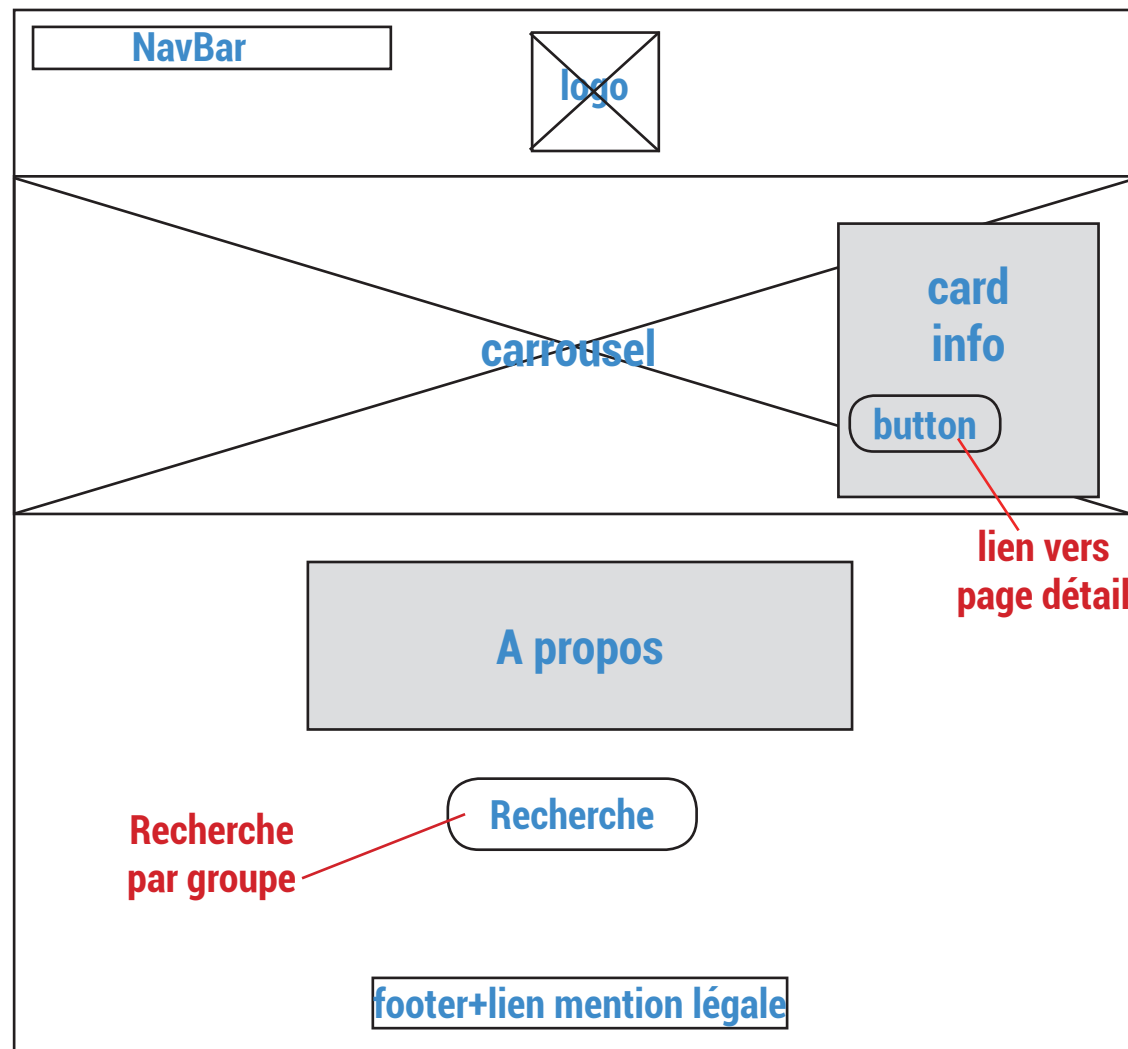 NavBar
logo
carrousel
card
info
button
lien vers
page détail
A propos
Recherche
Recherche
par groupe
footer+lien mention légale